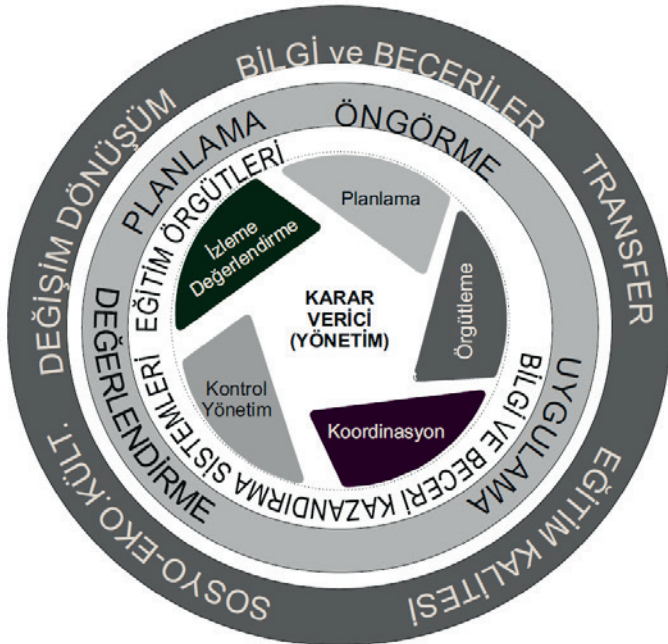 BİLGİ ve BECERİLER
TRANSFER
EĞİTİM KALİTESİ
SOSYO-EKO KÜLT.
DEĞİŞİM DÖNÜŞÜM
ÖNGÖRME
UYGULAMA
DEĞERLENDİRME
PLANLAMA
EĞİTİM ÖRGÜTLERİ
BİLGİ VE BECERİ KAZANDIRMA SİSTEMLERİ
Planlama
Örgütleme
Koordinasyon
Kontrol
Yönetim
İzleme
Değerlendirme
KARAR
VERİCİ
(YÖNETİM)